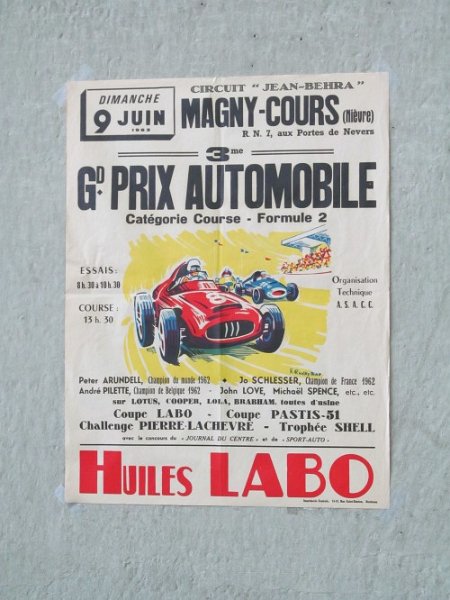 CIRCUIT "JEAN-BEHRA"
DIMANCHE
9 JUIN
1963
MAGNY-COURS (Nièvre)
R. N. 7, aux Portes de Nevers
3me
GD PRIX AUTOMOBILE
Catégorie Course - Formule 2
ESSAIS :
8 h. 30 à 10 h. 30
COURSE :
13 h. 30
8
Organisation
Technique
A. S. A. C. C.
Peter ARUNDELL, Champion du monde 1962 ✦ Jo SCHLESSER, Champion de France 1962
André PILETTE, Champion de Belgique 1962 - John LOVE, Michaël SPENCE, etc., etc.
sur LOTUS, COOPER, LOLA, BRABHAM, toutes d'usine
Coupe LABO - Coupe PASTIS-51
Challenge PIERRE-LACHEVRE - Trophée SHELL
avec le concours de « JOURNAL DU CENTRE » et de « SPORT-AUTO »
HUILES LABO